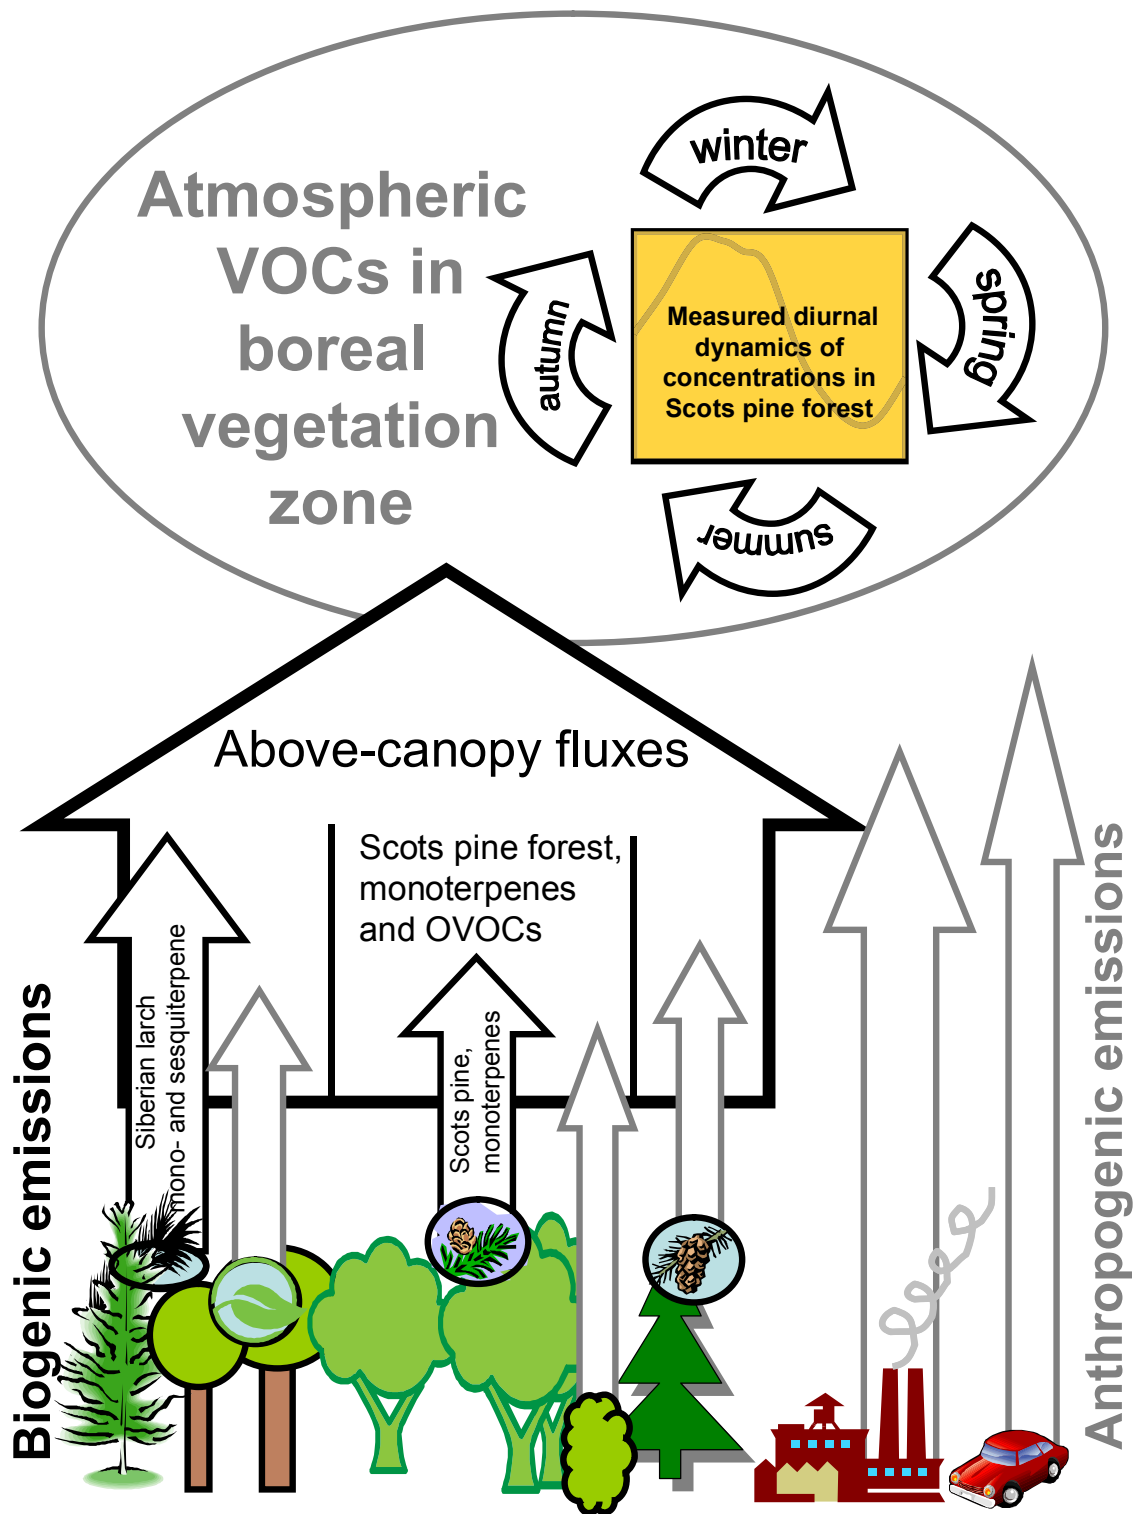 Atmospheric
VOCs in
boreal
vegetation
zone
winter
spring
summer
autumn
Measured diurnal
dynamics of
concentrations in
Scots pine forest
Above-canopy fluxes
Scots pine forest,
monoterpenes
and OVOCs
Siberian larch
mono- and sesquiterpene
Scots pine,
monoterpenes
Biogenic emissions
Anthropogenic emissions